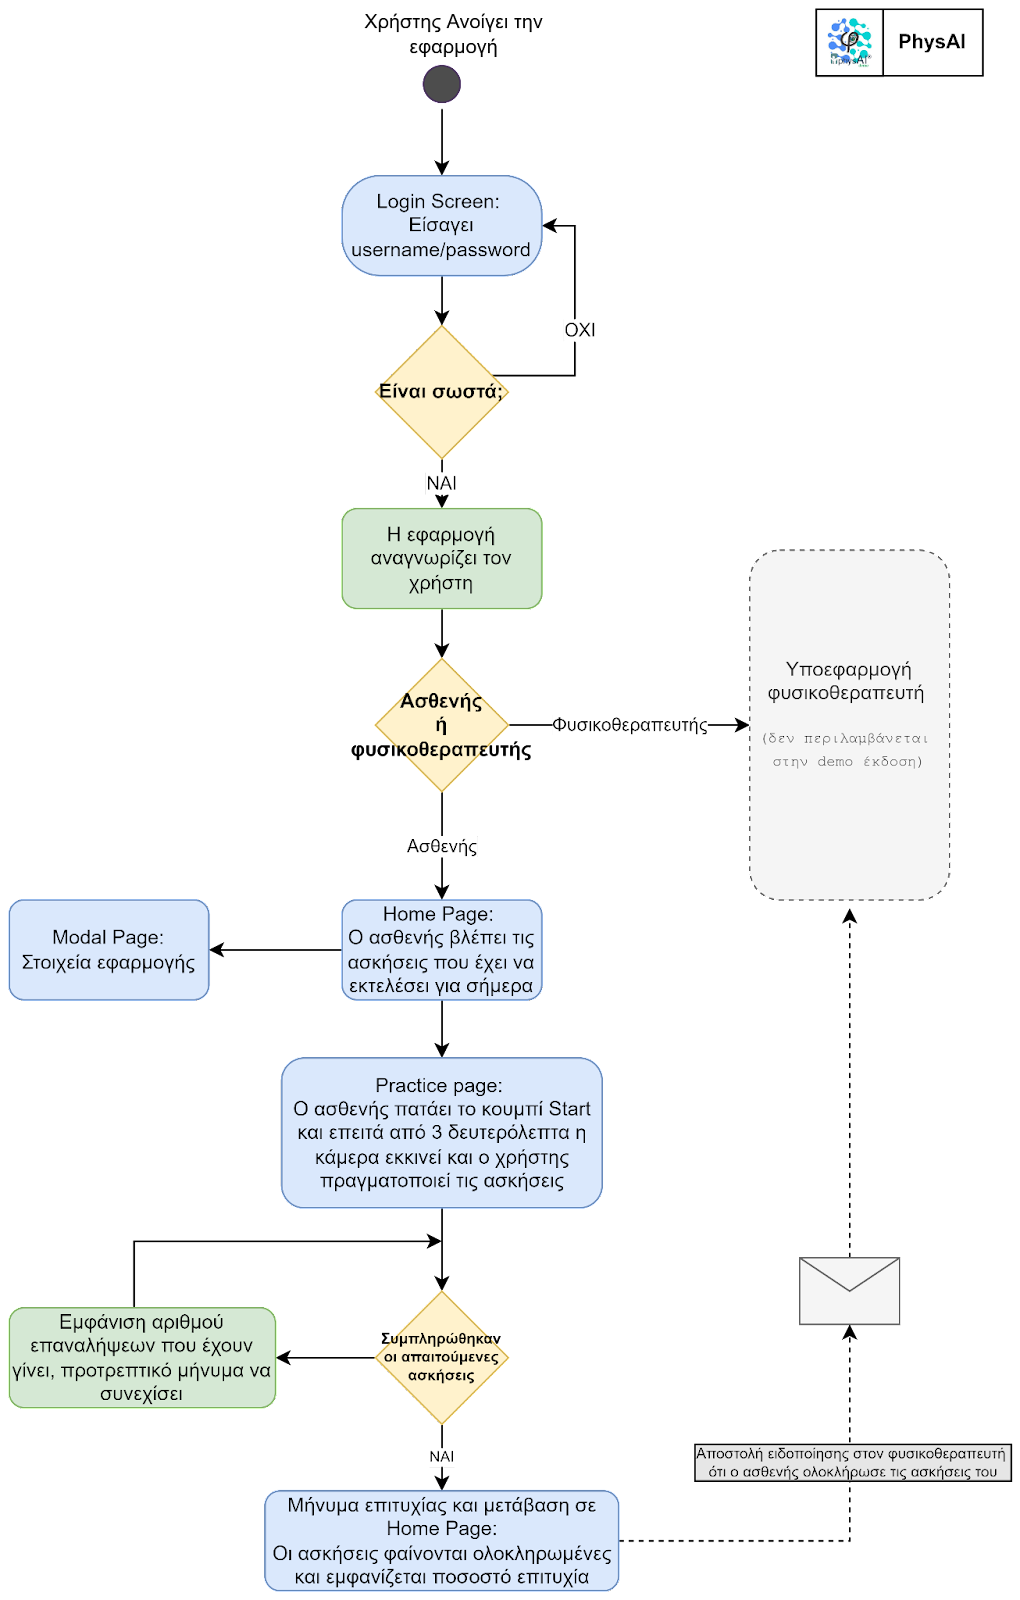 Χρήστης Ανοίγει την
εφαρμογή
PhysAI
Login Screen:
Είσαγει
username/password
ΟΧΙ
Είναι σωστά;
ΝΑΙ
Η εφαρμογή
αναγνωρίζει τον
χρήστη
Ασθενής
ή
φυσικοθεραπευτής
Φυσικοθεραπευτής
Υποεφαρμογή
φυσικοθεραπευτή
(δεν περιλαμβάνεται
στην demo έκδοση)
Ασθενής
Modal Page:
Στοιχεία εφαρμογής
Home Page:
Ο ασθενής βλέπει τις
ασκήσεις που έχει να
εκτελέσει για σήμερα
Practice page:
Ο ασθενής πατάει το κουμπί Start
και επειτά από 3 δευτερόλεπτα η
κάμερα εκκινεί και ο χρήστης
πραγματοποιεί τις ασκήσεις
Εμφάνιση αριθμού
επαναλήψεων που έχουν
γίνει, προτρεπτικό μήνυμα να
συνεχίσει
Συμπληρώθηκαν
οι απαιτούμενες
ασκήσεις
ΝΑΙ
Αποστολή ειδοποίησης στον φυσικοθεραπευτή
ότι ο ασθενής ολοκλήρωσε τις ασκήσεις του
Μήνυμα επιτυχίας και μετάβαση σε
Home Page:
Οι ασκήσεις φαίνονται ολοκληρωμένες
και εμφανίζεται ποσοστό επιτυχία